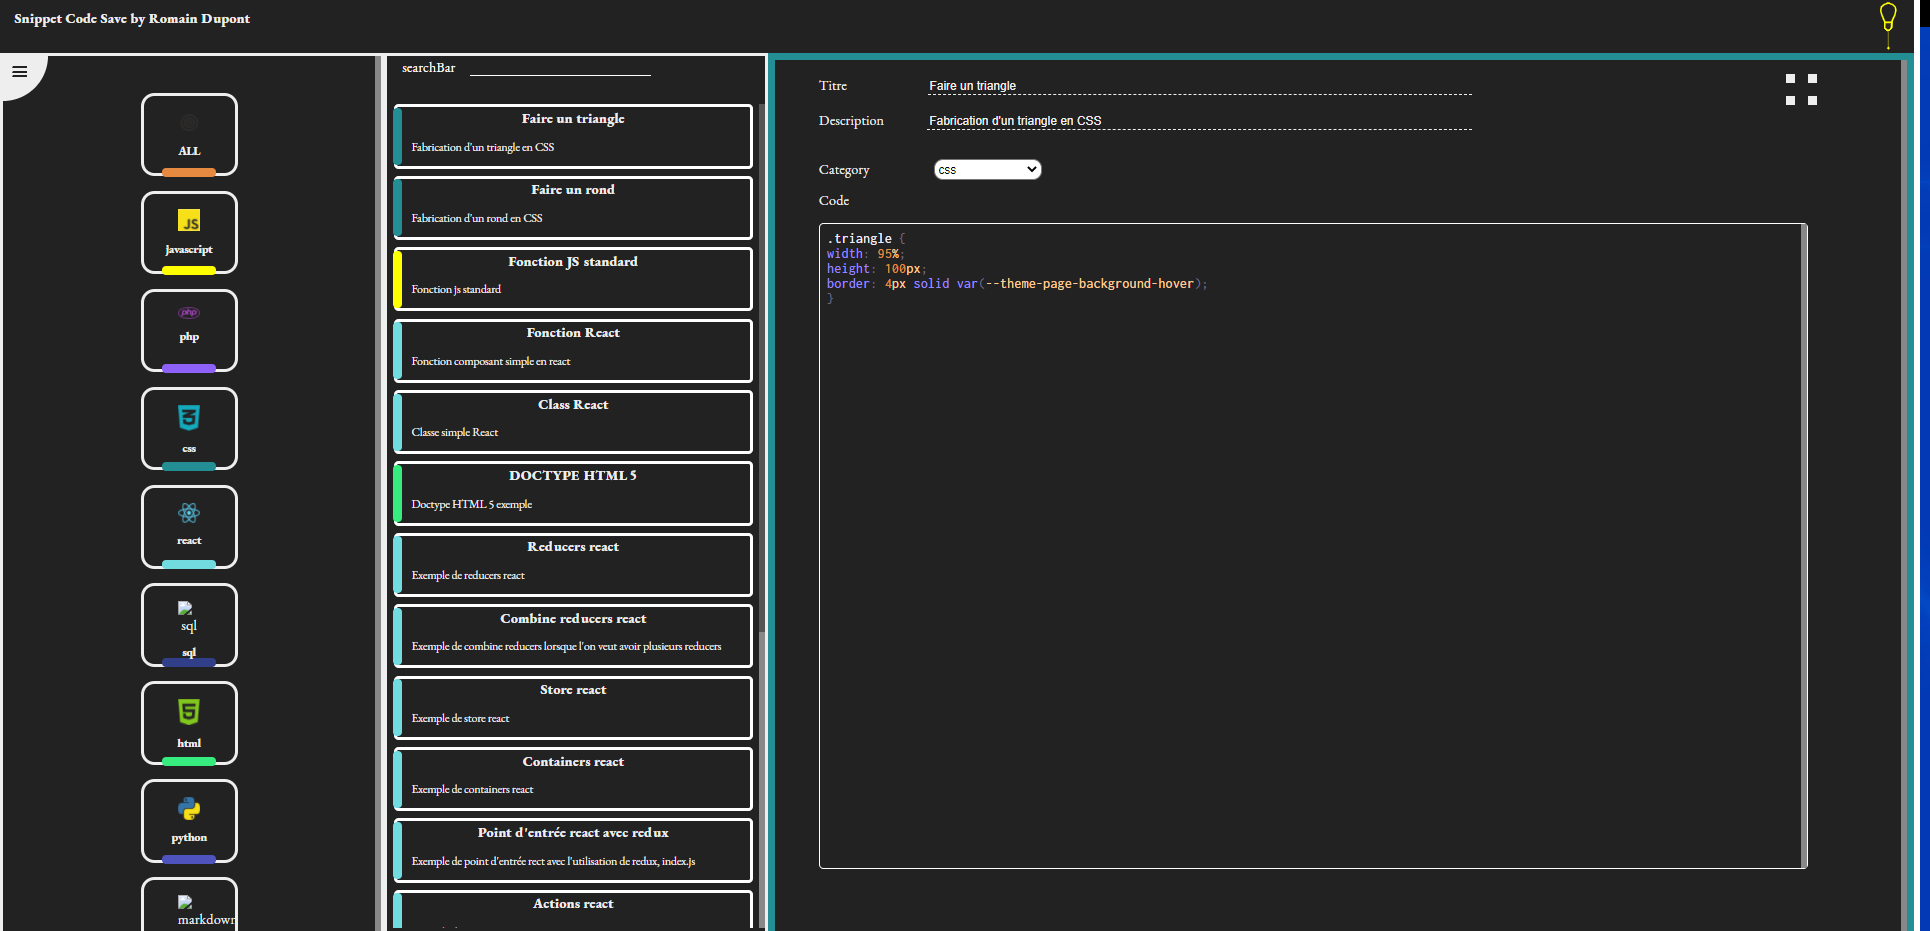 Snippet Code Save by Romain Dupont
ALL
JS
javascript
php
php
css
react
sql
sql
5
html
python
markdown
searchBar
Faire un triangle
Fabrication d'un triangle en CSS
Faire un rond
Fabrication d'un rond en CSS
Fonction JS standard
Fonction js standard
Fonction React
Fonction composant simple en react
Class React
Classe simple React
DOCTYPE HTML 5
Doctype HTML 5 exemple
Reducers react
Exemple de reducers react
Combine reducers react
Exemple de combine reducers lorsque l'on veut avoir plusieurs reducers
Store react
Exemple de store react
Containers react
Exemple de containers react
Point d'entrée react avec redux
Exemple de point d'entrée rect avec l'utilisation de redux, index.js
Actions react
Titre
Faire un triangle
Description
Fabrication d'un triangle en CSS
Category
css
Code
.triangle {
width: 95%;
height: 100px;
border: 4px solid var(--theme-page-background-hover);
}